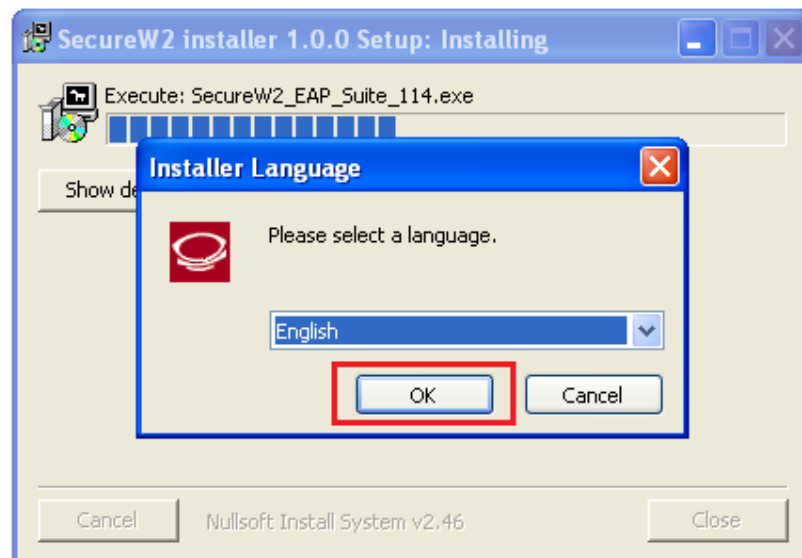 SecureW2 installer 1.0.0 Setup: Installing
Execute: SecureW2_EAP_Suite_114.exe
Installer Language
Show de
Please select a language.
English
OK
Cancel
Cancel
Nullsoft Install System v2.46
Close